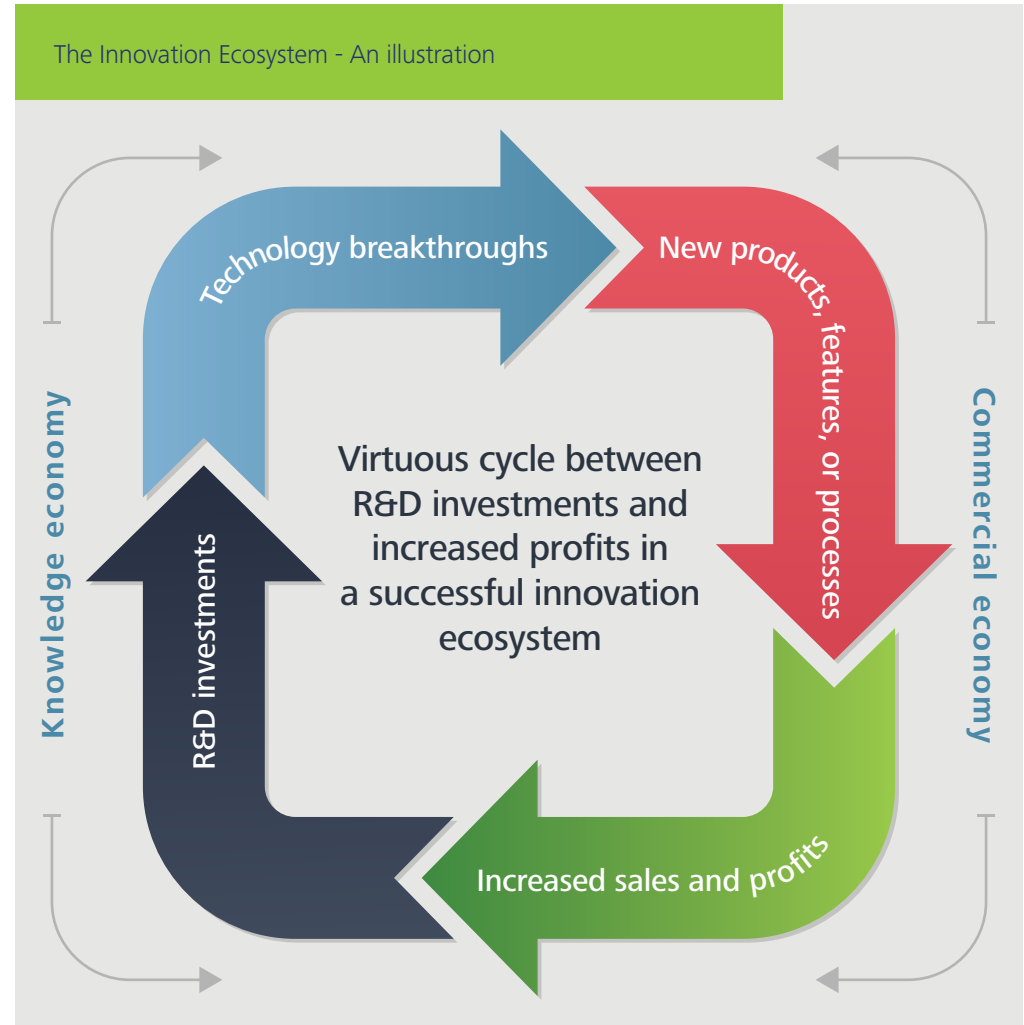 The Innovation Ecosystem - An illustration
Technology breakthroughs
New products, features, or processes
Knowledge economy
R&D investments
Virtuous cycle between
R&D investments and
increased profits in
a successful innovation
ecosystem
Commercial economy
Increased sales and profits